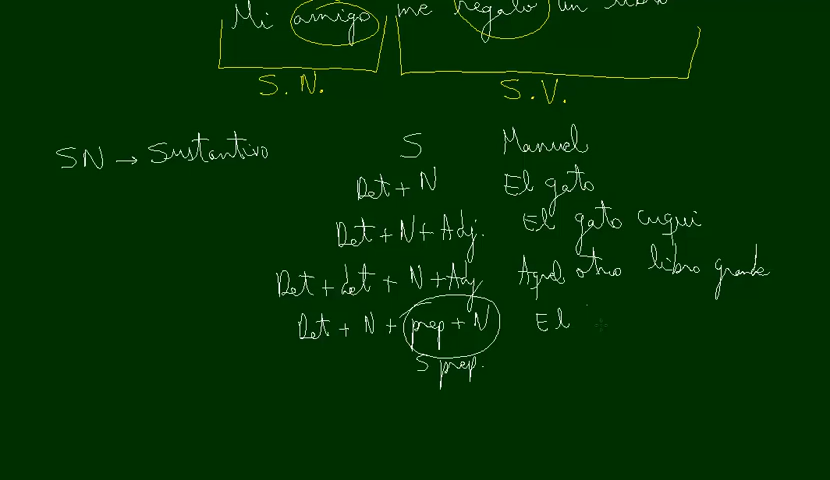 Mi amigo me regaló un libro
S.N. S.V.
SN → Sustantivo S Manuel
Det + N El gato
Det + N + Adj. El gato cuqui
Det + det + N + Adj Aquel otro libro grande
Det + N + prep + N El
S prep.